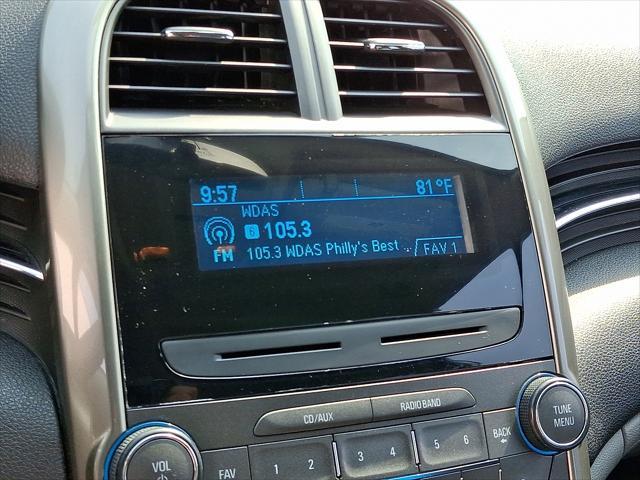 9:57 81°F
WDAS
6 105.3
FM 105.3 WDAS Philly's Best ... FAV 1
CD/AUX RADIO BAND
TUNE
MENU
VOL FAV 1 2 3 4 5 6 BACK